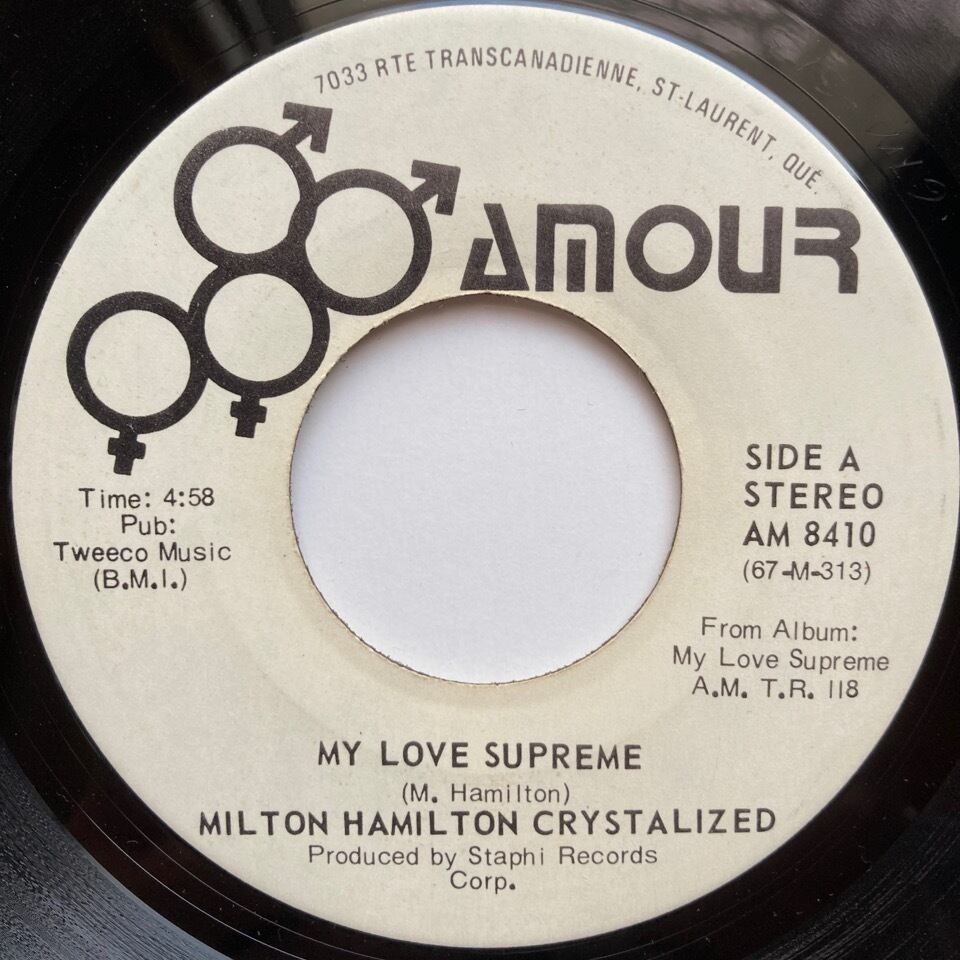 7033 RTE TRANSCANADIENNE, ST-LAURENT, QUÉ.
AMOUR
Time: 4:58
Pub:
Tweeco Music
(B.M.I.)
SIDE A
STEREO
AM 8410
(67-M-313)
From Album:
My Love Supreme
A.M. T.R. 118
MY LOVE SUPREME
(M. Hamilton)
MILTON HAMILTON CRYSTALIZED
Produced by Staphi Records
Corp.